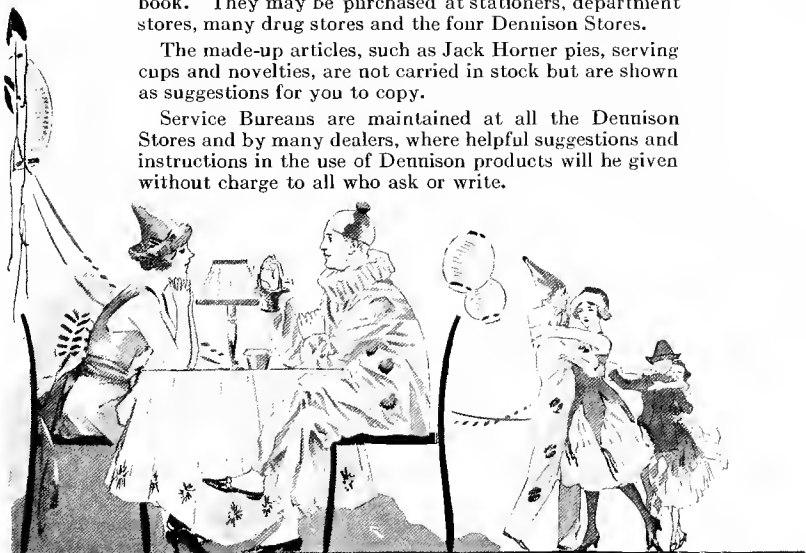 book. They may be purchased at stationers, department
stores, many drug stores and the four Dennison Stores.
The made-up articles, such as Jack Horner pies, serving
cups and novelties, are not carried in stock but are shown
as suggestions for you to copy.
Service Bureaus are maintained at all the Dennison
Stores and by many dealers, where helpful suggestions and
instructions in the use of Dennison products will be given
without charge to all who ask or write.